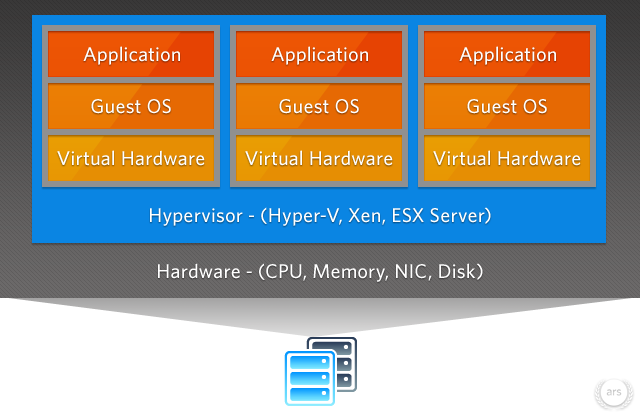 Application Application Application
Guest OS Guest OS Guest OS
Virtual Hardware Virtual Hardware Virtual Hardware
Hypervisor - (Hyper-V, Xen, ESX Server)
Hardware - (CPU, Memory, NIC, Disk)
ars